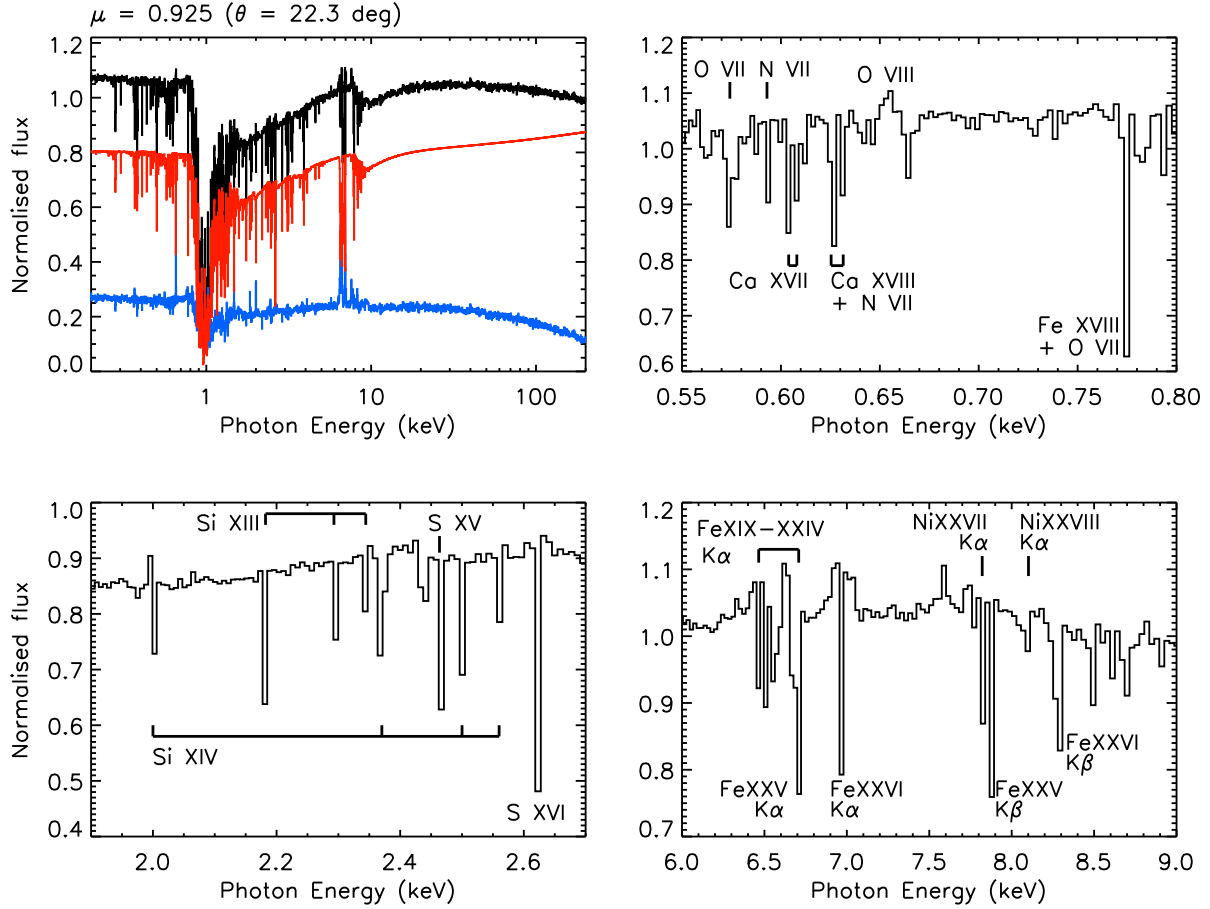 μ = 0.925 (θ = 22.3 deg)
Normalised flux
1.2
1.0
0.8
0.6
0.4
0.2
0.0
1
10
100
Photon Energy (keV)
1.2
1.1
1.0
0.9
0.8
0.7
0.6
O VII
N VII
O VIII
Ca XVII
Ca XVIII
+ N VII
Fe XVIII
+ O VII
0.55
0.60
0.65
0.70
0.75
0.80
Photon Energy (keV)
Normalised flux
1.0
0.9
0.8
0.7
0.6
0.5
0.4
Si XIII
S XV
Si XIV
S XVI
2.0
2.2
2.4
2.6
Photon Energy (keV)
1.2
1.1
1.0
0.9
0.8
0.7
FeXIX−XXIV
Kα
NiXXVII
Kα
NiXXVIII
Kα
FeXXV
Kα
FeXXVI
Kα
FeXXV
Kβ
FeXXVI
Kβ
6.0
6.5
7.0
7.5
8.0
8.5
9.0
Photon Energy (keV)